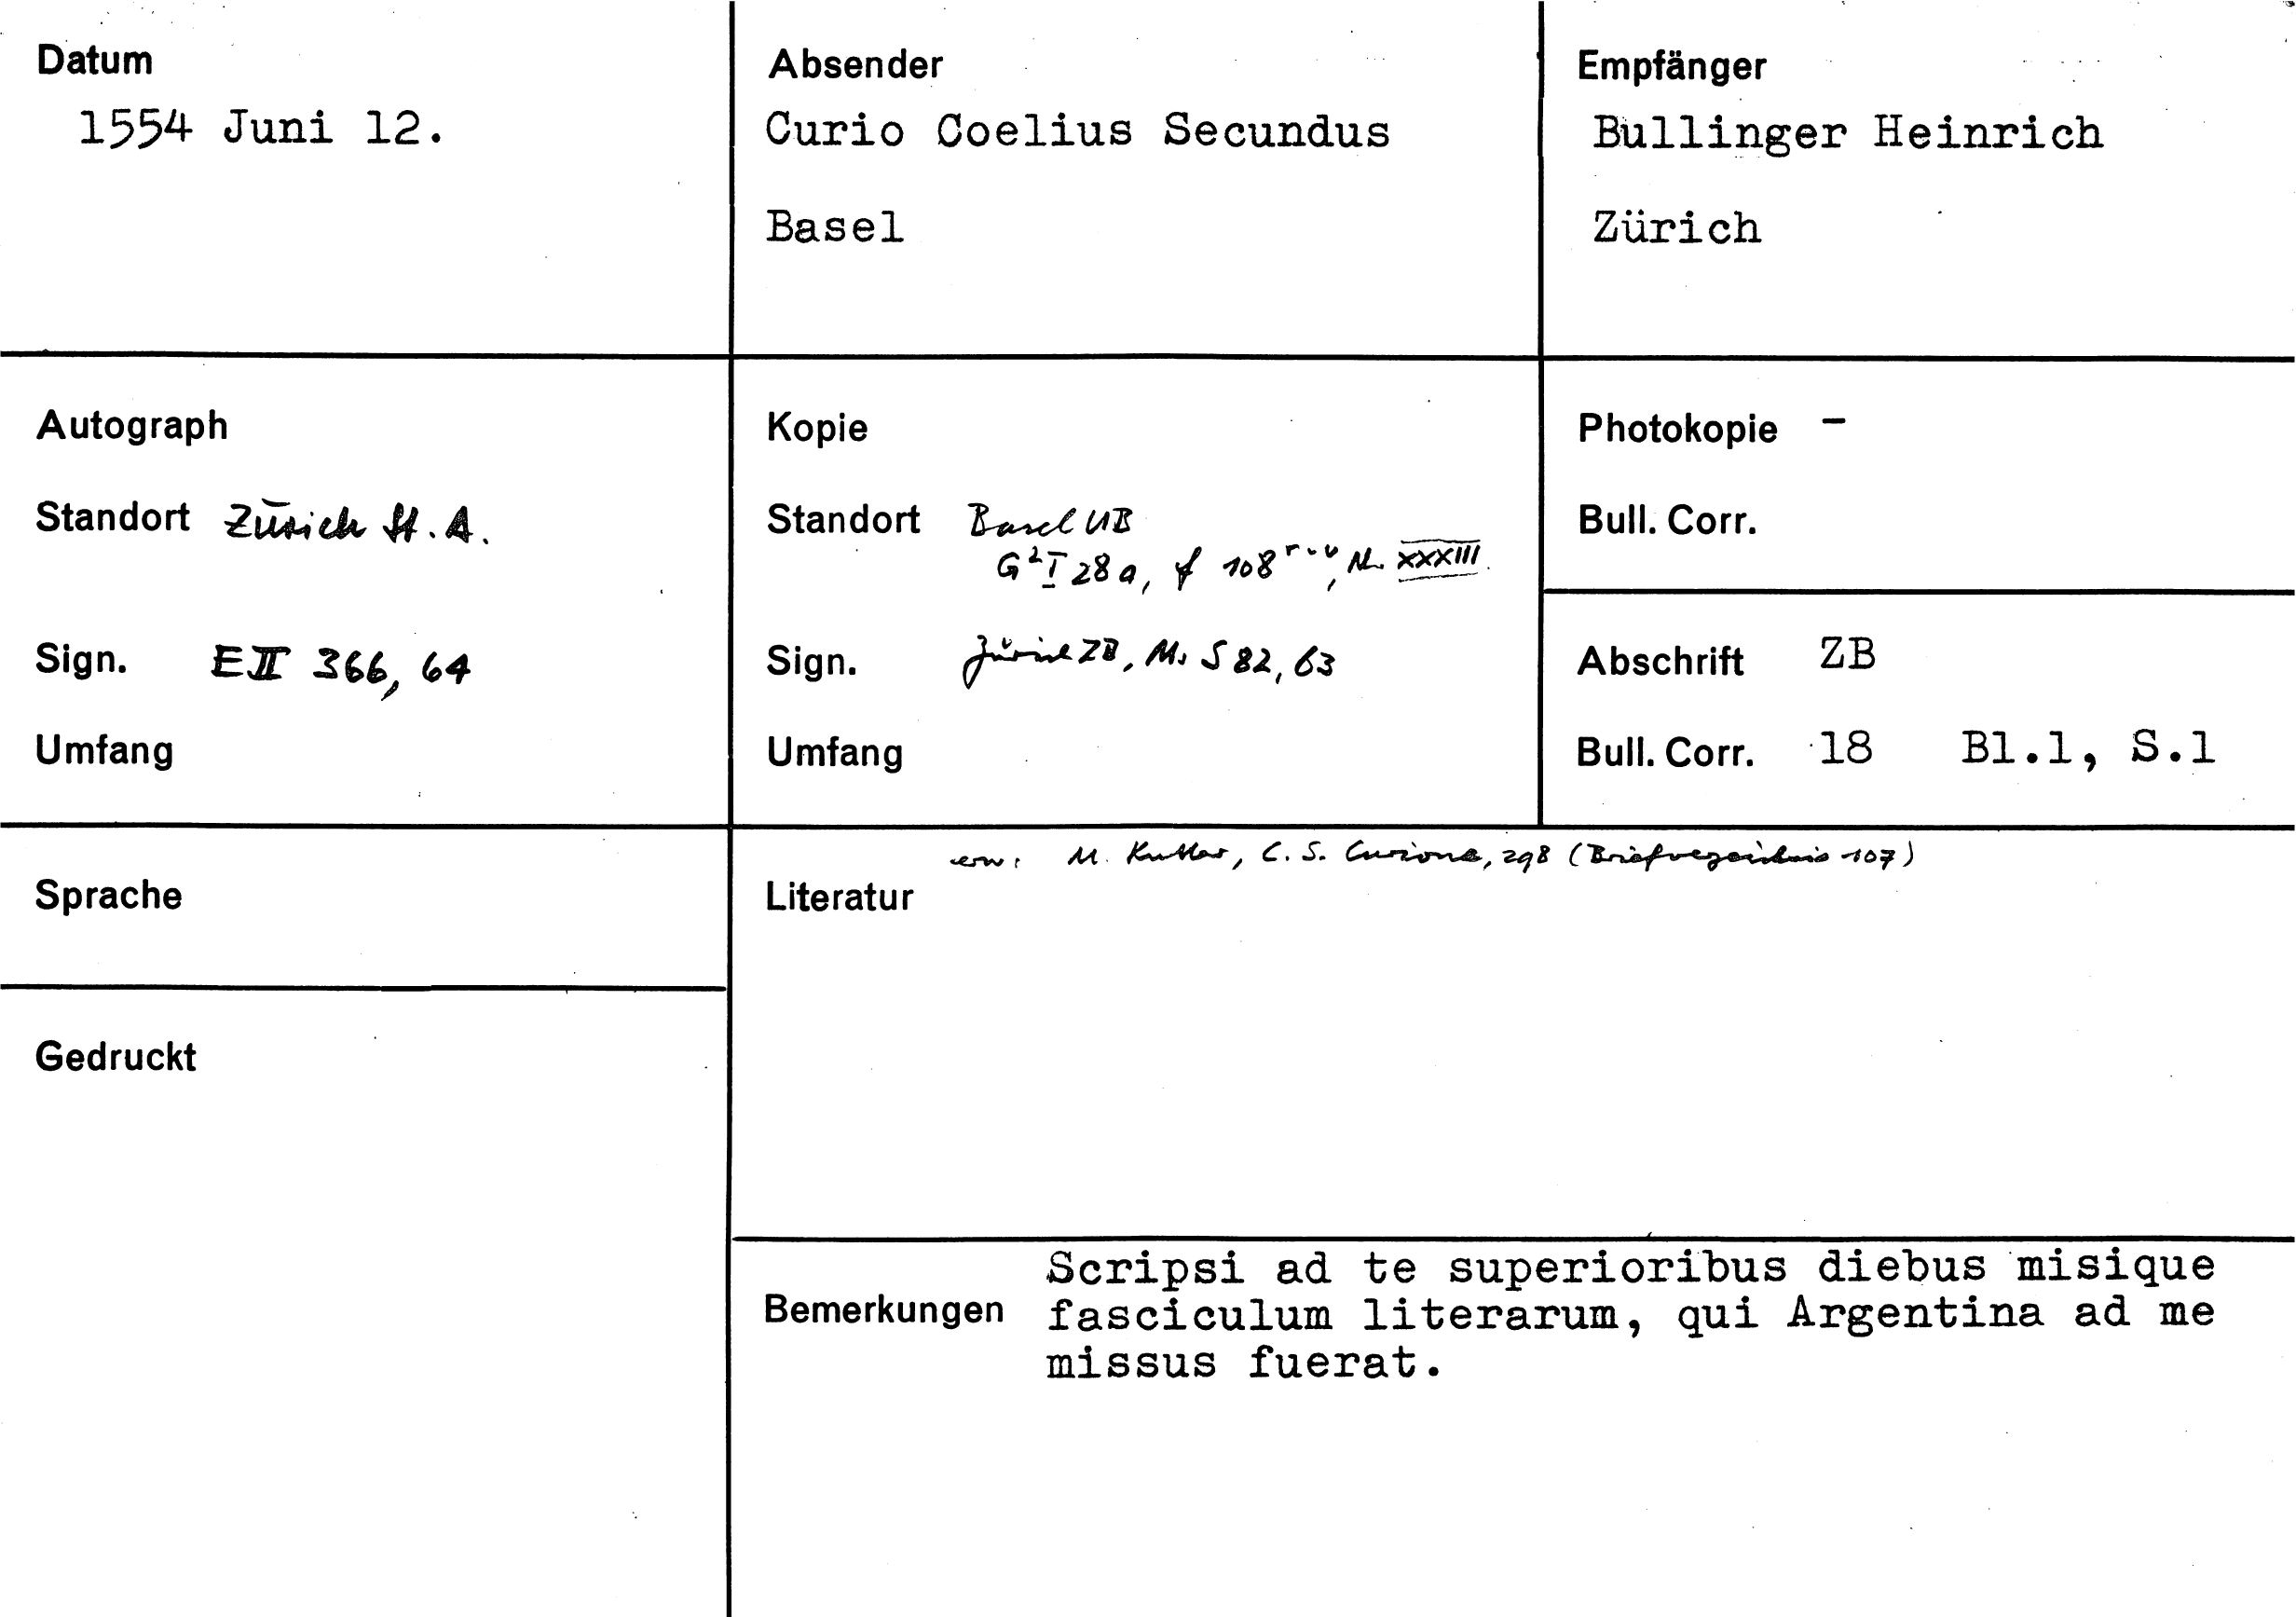 Datum
1554 Juni 12.
Absender
Curio Coelius Secundus
Basel
Empfänger
Bullinger Heinrich
Zürich
Autograph
Standort Zürich St. A.
Sign. E II 366, 64
Umfang
Kopie
Standort Basel UB
G² I 28 a, f 108 r-v, Nr. XXXIII
Sign. Zürich ZB, Ms S 82, 63
Umfang
Photokopie -
Bull. Corr.
Abschrift ZB
Bull. Corr. 18 Bl.1, S.1
Sprache
Gedruckt
erw: M. Kutter, C. S. Curione, 298 (Briefverzeichnis 107)
Literatur
Bemerkungen
Scripsi ad te superioribus diebus misique
fasciculum literarum, qui Argentina ad me
missus fuerat.